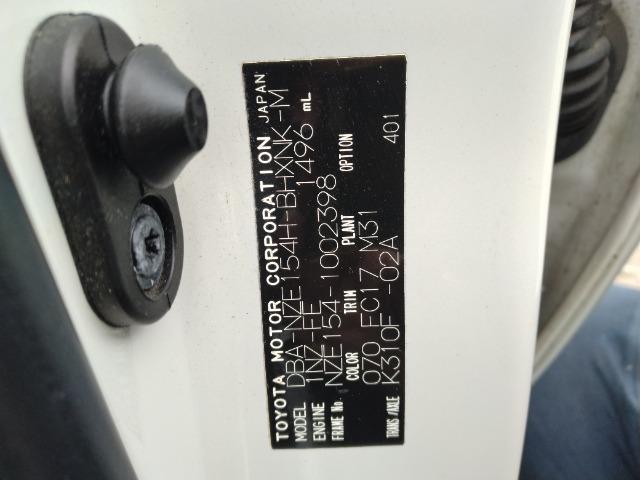 TOYOTA MOTOR CORPORATION JAPAN
MODEL DBA-NZE154H-BHXNK-M
ENGINE 1NZ-FE 1496 mL
FRAME No. NZE154-1002398
COLOR TRIM PLANT OPTION
070 FC17 M31 401
TRANS/AXLE K310F -02A